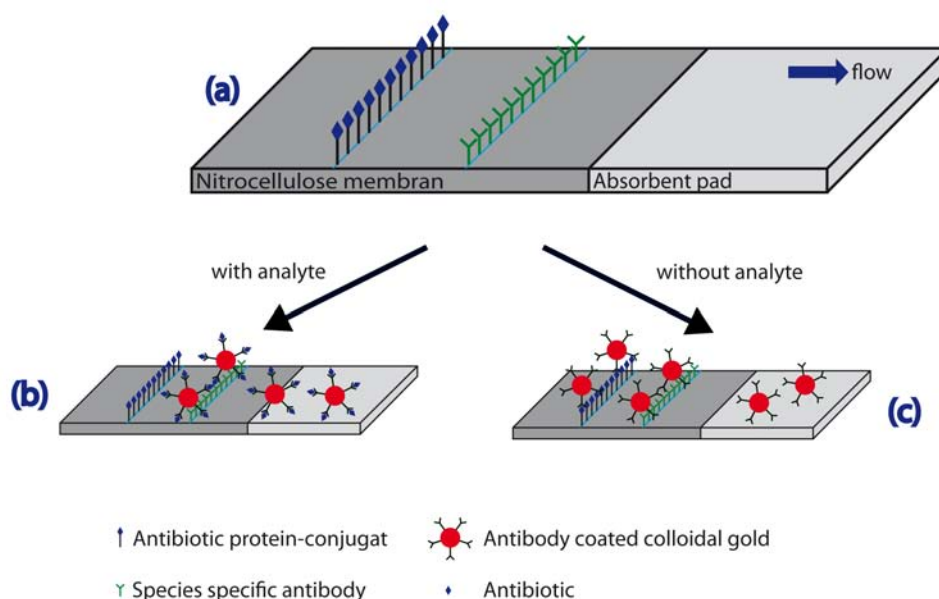 (a)
flow
Nitrocellulose membran
Absorbent pad
with analyte
without analyte
(b)
(c)
Antibiotic protein-conjugat
Antibody coated colloidal gold
Species specific antibody
Antibiotic